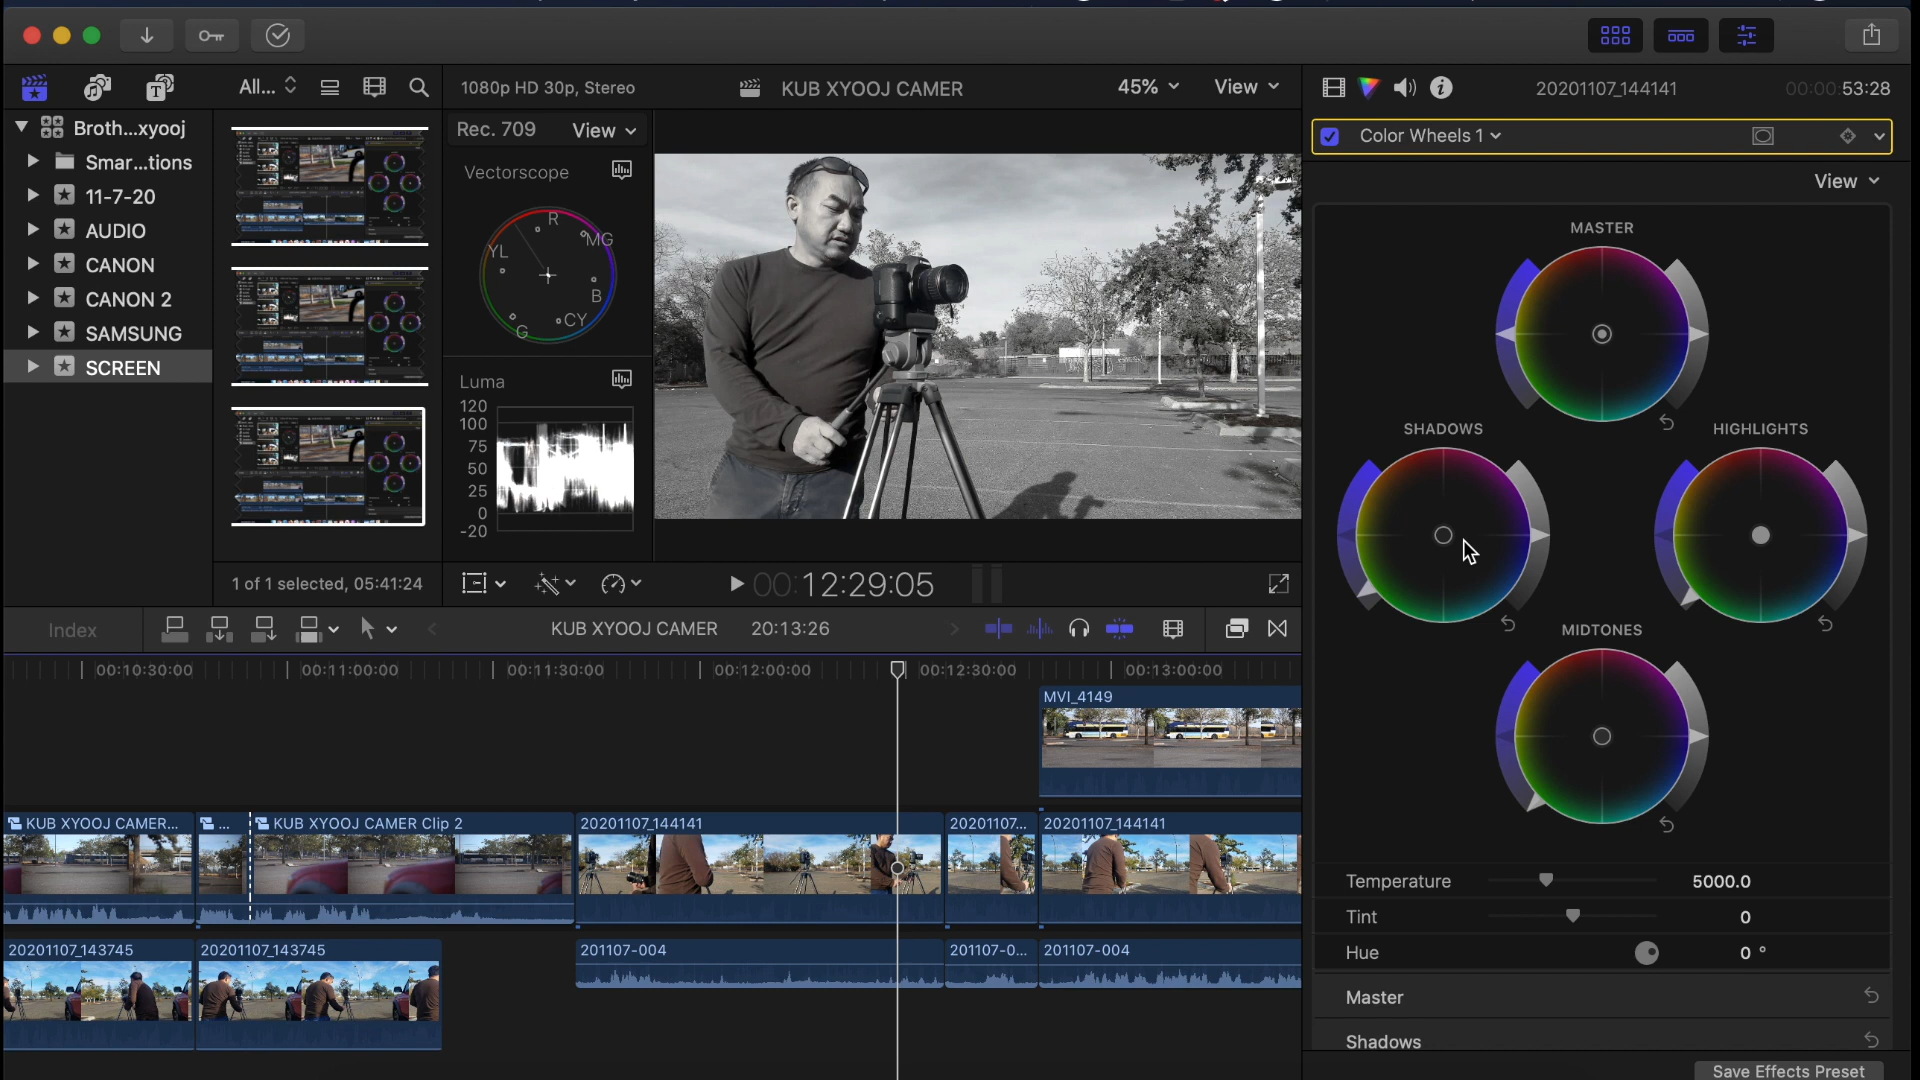 All...
1080p HD 30p, Stereo
KUB XYOOJ CAMER
45%
View
20201107_144141
00:00:53:28
Broth...xyooj
Smar...tions
11-7-20
AUDIO
CANON
CANON 2
SAMSUNG
SCREEN
1 of 1 selected, 05:41:24
Rec. 709
View
Vectorscope
R
MG
YL
B
CY
G
Luma
120
100
75
50
25
0
-20
00:12:29:05
Color Wheels 1
View
MASTER
SHADOWS
HIGHLIGHTS
MIDTONES
Temperature
5000.0
Tint
0
Hue
0 °
Master
Shadows
Save Effects Preset
Index
KUB XYOOJ CAMER
20:13:26
00:10:30:00
00:11:00:00
00:11:30:00
00:12:00:00
00:12:30:00
00:13:00:00
MVI_4149
KUB XYOOJ CAMER...
...
KUB XYOOJ CAMER Clip 2
20201107_144141
20201107...
20201107_144141
20201107_143745
20201107_143745
201107-004
201107-0...
201107-004